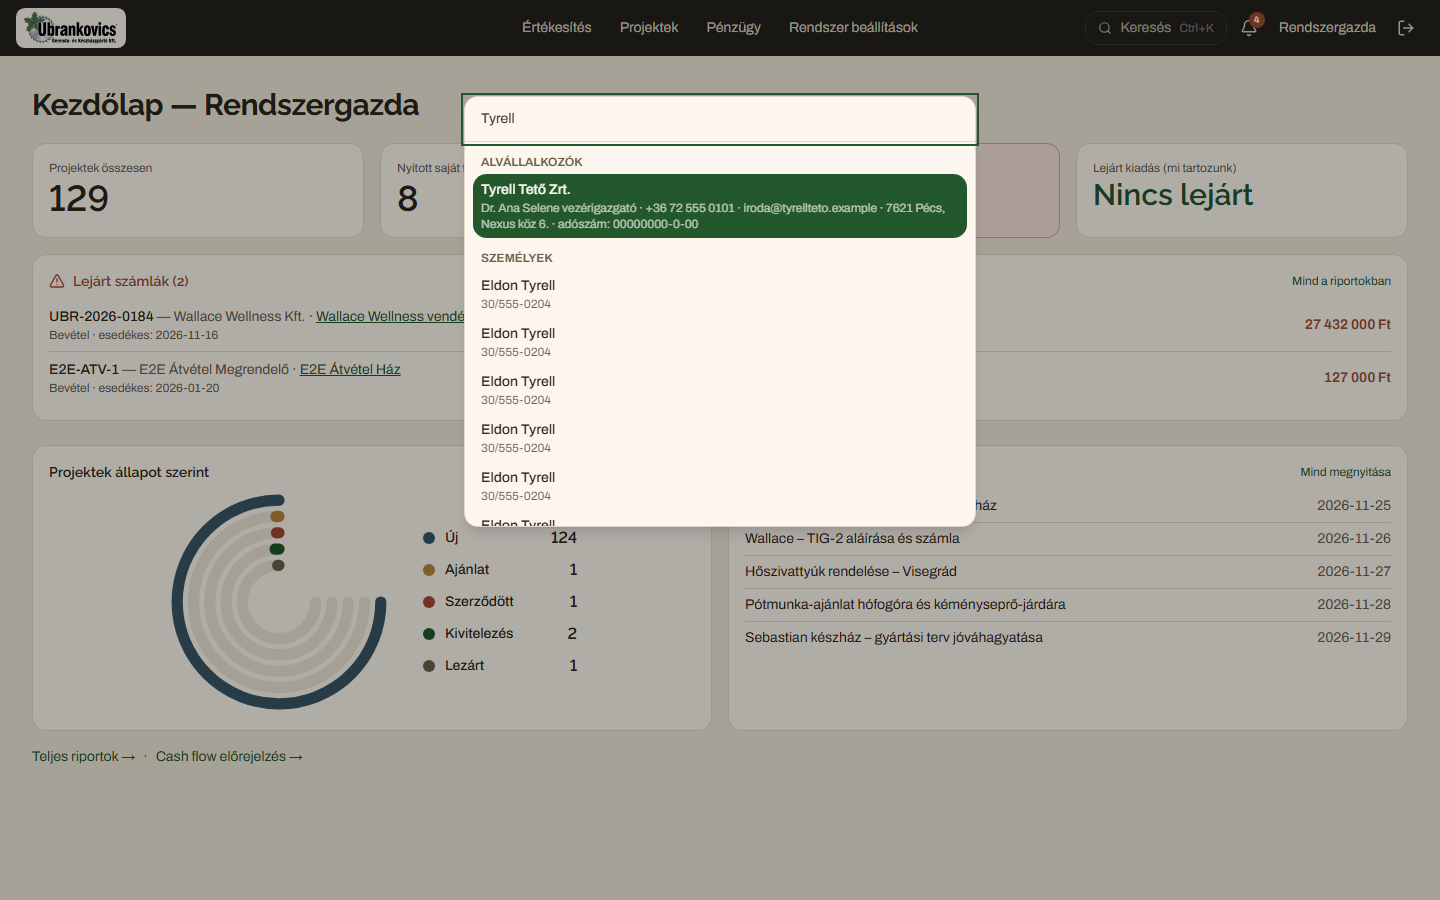 Ubrankovics
Gerenda- és Készházgyártó Kft.
Értékesítés
Projektek
Pénzügy
Rendszer beállítások
Keresés Ctrl+K
4
Rendszergazda
Kezdőlap — Rendszergazda
Tyrell
ALVÁLLALKOZÓK
Tyrell Tető Zrt.
Dr. Ana Selene vezérigazgató · +36 72 555 0101 · iroda@tyrellteto.example · 7621 Pécs,
Nexus köz 6. · adószám: 00000000-0-00
SZEMÉLYEK
Eldon Tyrell
30/555-0204
Eldon Tyrell
30/555-0204
Eldon Tyrell
30/555-0204
Eldon Tyrell
30/555-0204
Eldon Tyrell
30/555-0204
Eldon Tyrell
Projektek összesen
129
Nyitott saját
8
Lejárt kiadás (mi tartozunk)
Nincs lejárt
Lejárt számlák (2)
Mind a riportokban
UBR-2026-0184 — Wallace Wellness Kft. · Wallace Wellness vendé
Bevétel · esedékes: 2026-11-16
27 432 000 Ft
E2E-ATV-1 — E2E Átvétel Megrendelő · E2E Átvétel Ház
Bevétel · esedékes: 2026-01-20
127 000 Ft
Projektek állapot szerint
Új 124
Ajánlat 1
Szerződött 1
Kivitelezés 2
Lezárt 1
Mind megnyitása
ház 2026-11-25
Wallace – TIG-2 aláírása és számla 2026-11-26
Hőszivattyúk rendelése – Visegrád 2026-11-27
Pótmunka-ajánlat hófogóra és kéményseprő-járdára 2026-11-28
Sebastian készház – gyártási terv jóváhagyatása 2026-11-29
Teljes riportok → · Cash flow előrejelzés →